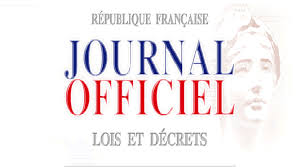 RÉPUBLIQUE FRANÇAISE
JOURNAL
OFFICIEL
LOIS ET DÉCRETS